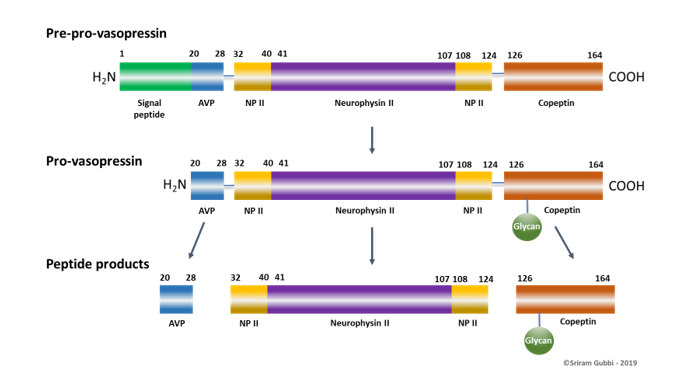 Pre-pro-vasopressin
1 20 28 32 40 41 107 108 124 126 164
H₂N COOH
Signal peptide AVP NP II Neurophysin II NP II Copeptin
Pro-vasopressin
20 28 32 40 41 107 108 124 126 164
H₂N COOH
AVP NP II Neurophysin II NP II Copeptin
Glycan
Peptide products
20 28 32 40 41 107 108 124 126 164
AVP NP II Neurophysin II NP II Copeptin
Glycan
©Sriram Gubbi - 2019